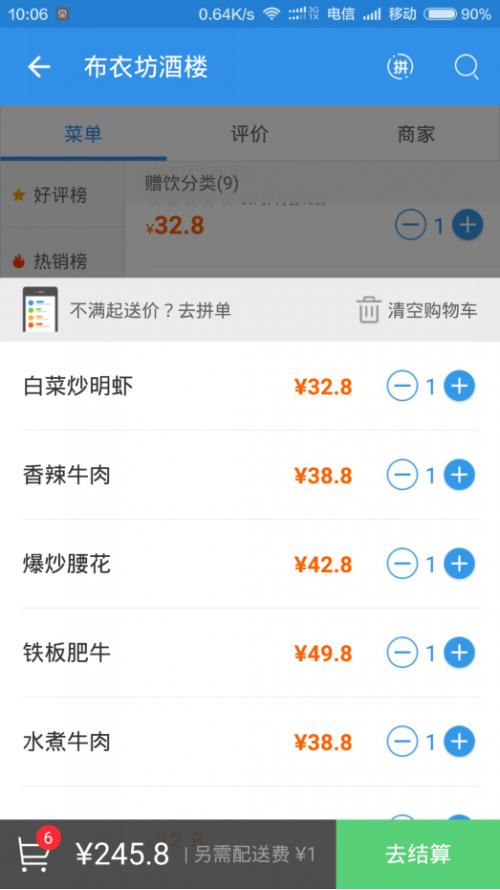 10:06 0.64K/s 3G 1X 电信 移动 90%
布衣坊酒楼 拼
菜单 评价 商家
好评榜 赠饮分类(9)
¥32.8 1
热销榜
不满起送价？去拼单 清空购物车
白菜炒明虾 ¥32.8 1
香辣牛肉 ¥38.8 1
爆炒腰花 ¥42.8 1
铁板肥牛 ¥49.8 1
水煮牛肉 ¥38.8 1
6 ¥245.8 | 另需配送费 ¥1 去结算